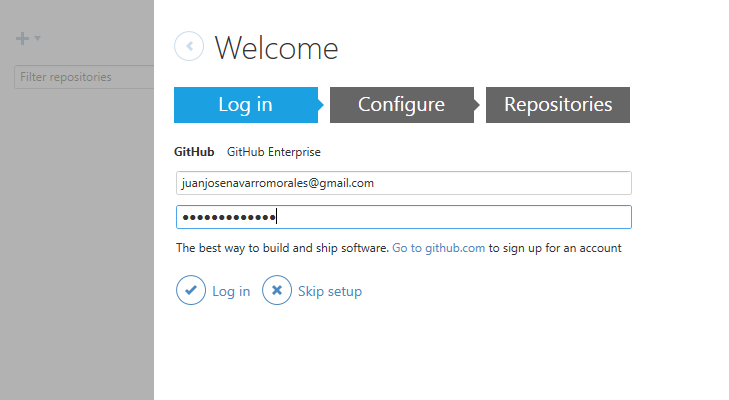 Welcome
Filter repositories
Log in Configure Repositories
GitHub GitHub Enterprise
juanjosenavarromorales@gmail.com
•••••••••••••
The best way to build and ship software. Go to github.com to sign up for an account
Log in Skip setup